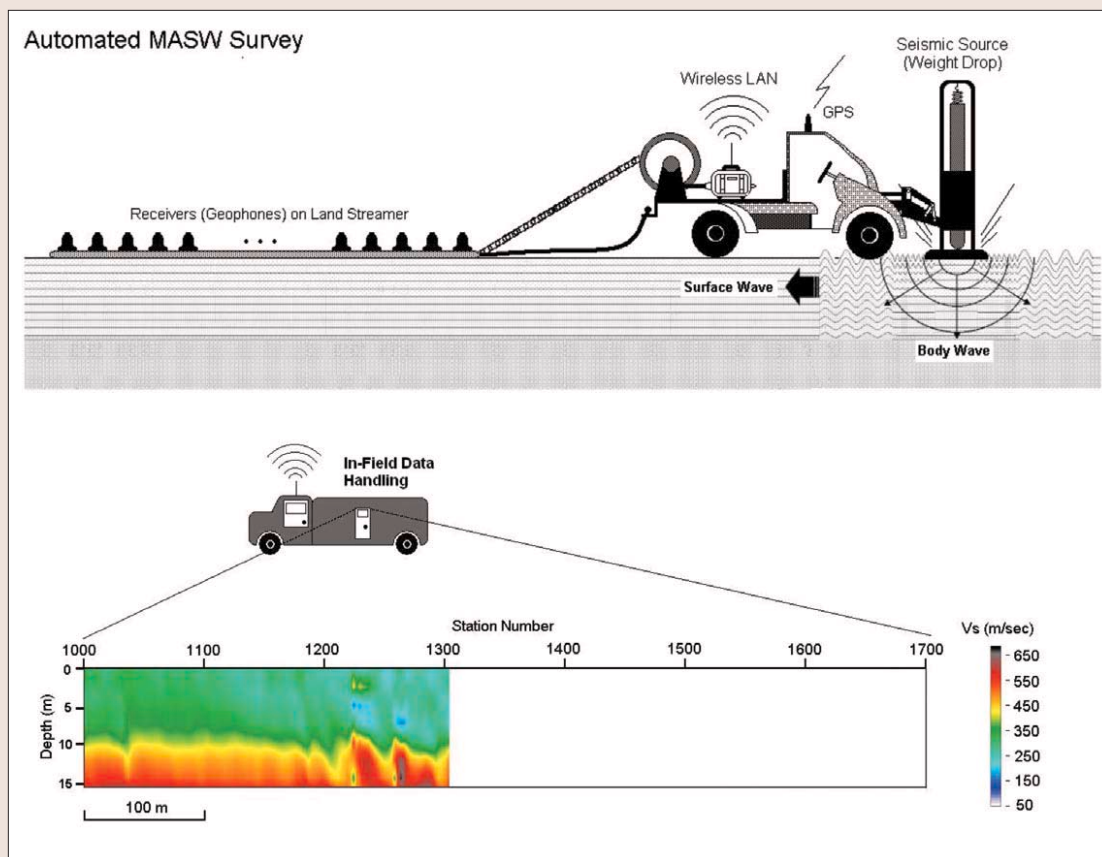 Automated MASW Survey
Seismic Source
(Weight Drop)
Wireless LAN
GPS
Receivers (Geophones) on Land Streamer
. . .
Surface Wave
Body Wave
In-Field Data
Handling
Station Number
Vs (m/sec)
1000 1100 1200 1300 1400 1500 1600 1700
0
5
10
15
Depth (m)
650
550
450
350
250
150
50
100 m